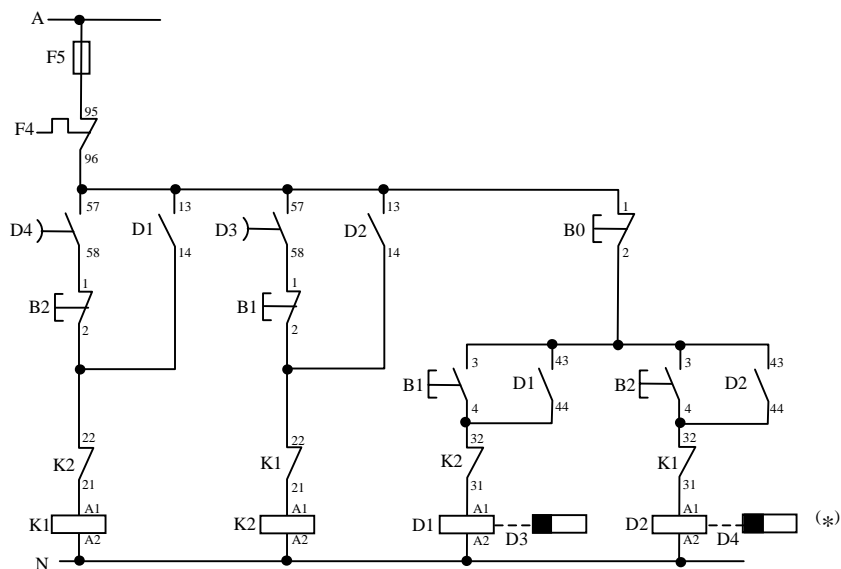 A
F5
95
F4
96
57 13 57 13 1
D4 D1 D3 D2 B0
58 14 58 14 2
1 1
B2 B1
2 2
3 43 3 43
B1 D1 B2 D2
4 44 4 44
22 22 32 32
K2 K1 K2 K1
21 21 31 31
A1 A1 A1 A1
K1 K2 D1 D3 D2 D4 (*)
A2 A2 A2 A2
N